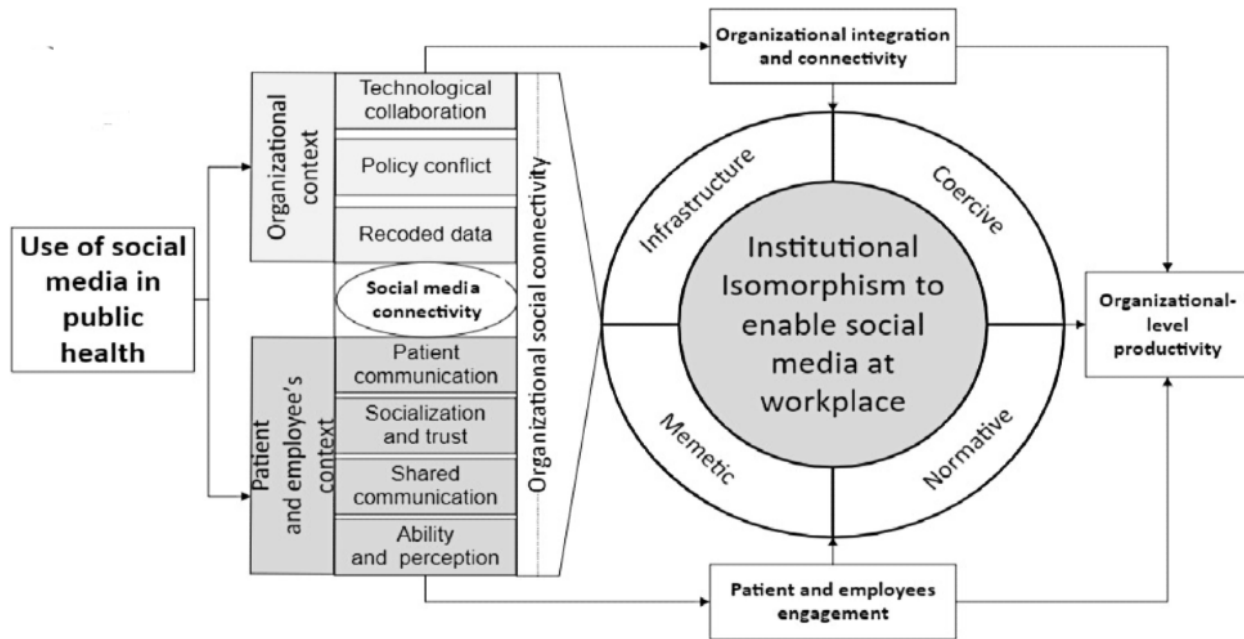 Use of social
media in
public
health
Organizational
context
Technological
collaboration
Policy conflict
Recoded data
Social media
connectivity
Patient
and employee's
context
Patient
communication
Socialization
and trust
Shared
communication
Ability
and perception
Organizational social connectivity
Organizational integration
and connectivity
Infrastructure
Coercive
Memetic
Normative
Institutional
Isomorphism to
enable social
media at
workplace
Patient and employees
engagement
Organizational-
level
productivity